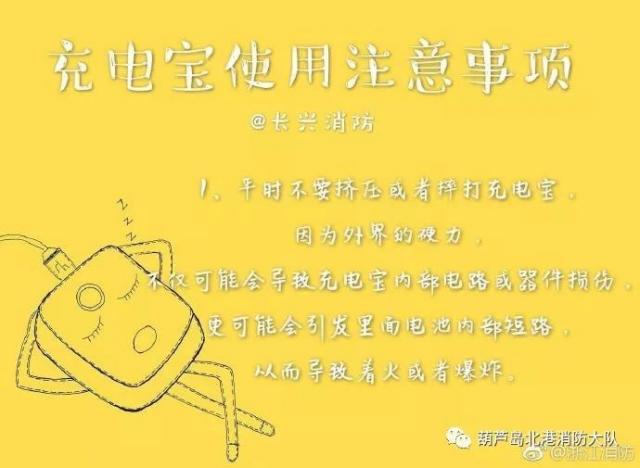 充电宝使用注意事项
@长兴消防
1、平时不要挤压或者摔打充电宝，
因为外界的硬力，
不仅可能会导致充电宝内部电路或器件损伤，
更可能会引发里面电池内部短路，
从而导致着火或者爆炸。
z z z
葫芦岛北港消防大队
@浙江消防